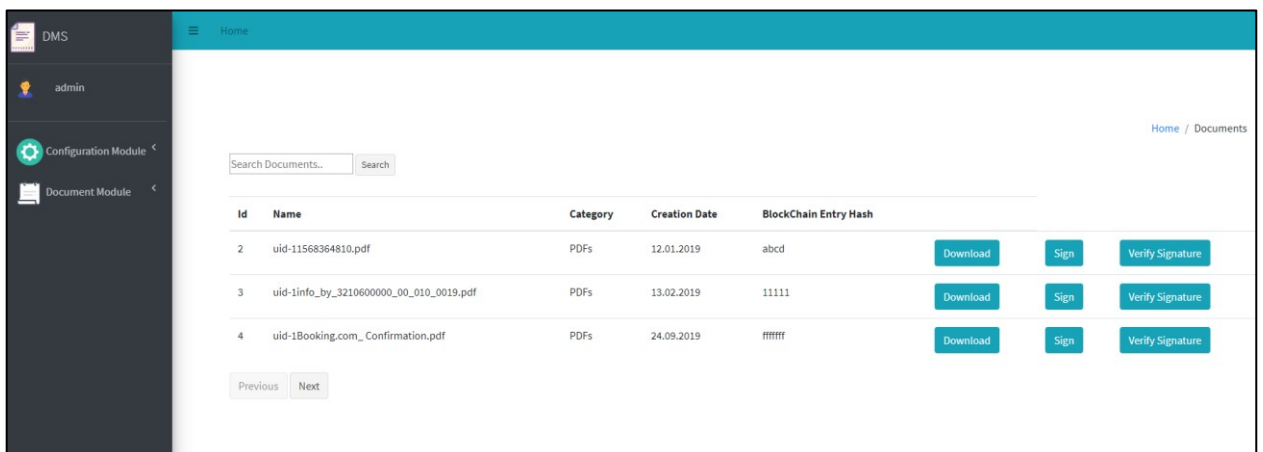 DMS
Home
admin
Home / Documents
Configuration Module
Search Documents.. Search
Document Module
Id Name Category Creation Date BlockChain Entry Hash
2 uid-11568364810.pdf PDFs 12.01.2019 abcd Download Sign Verify Signature
3 uid-1info_by_3210600000_00_010_0019.pdf PDFs 13.02.2019 11111 Download Sign Verify Signature
4 uid-1Booking.com_ Confirmation.pdf PDFs 24.09.2019 fffffff Download Sign Verify Signature
Previous Next